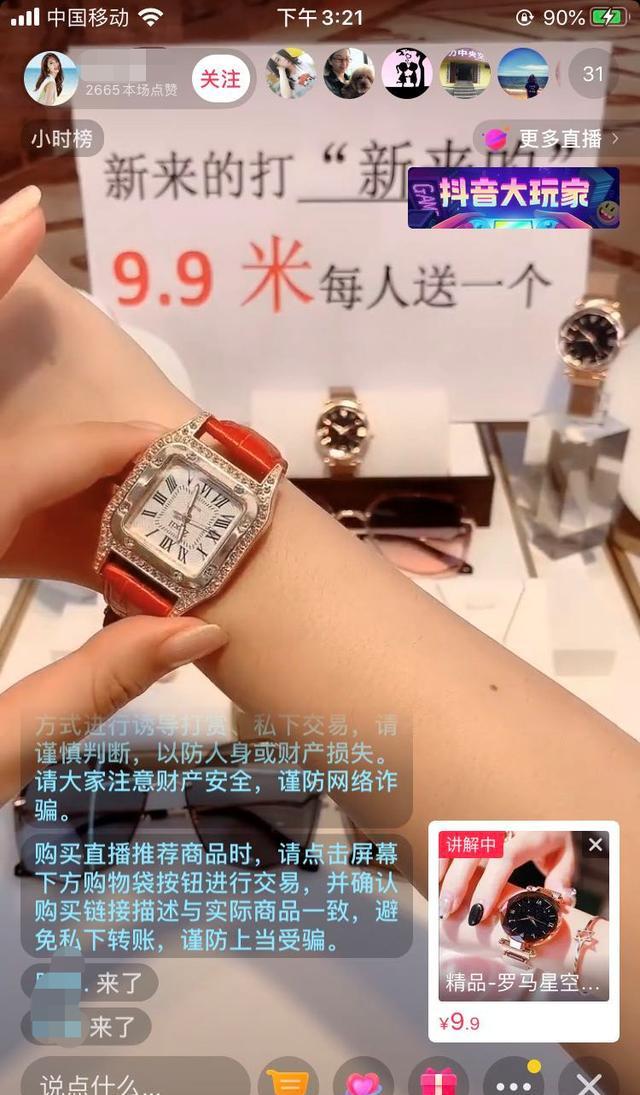 中国移动
下午3:21
90%
2665本场点赞
关注
31
小时榜
更多直播
新来的打“新来的”
抖音大玩家
9.9 米每人送一个
方式进行诱导打赏、私下交易，请
谨慎判断，以防人身或财产损失。
请大家注意财产安全，谨防网络诈
骗。
购买直播推荐商品时，请点击屏幕
下方购物袋按钮进行交易，并确认
购买链接描述与实际商品一致，避
免私下转账，谨防上当受骗。
来了
来了
讲解中
精品-罗马星空...
¥9.9
说点什么...